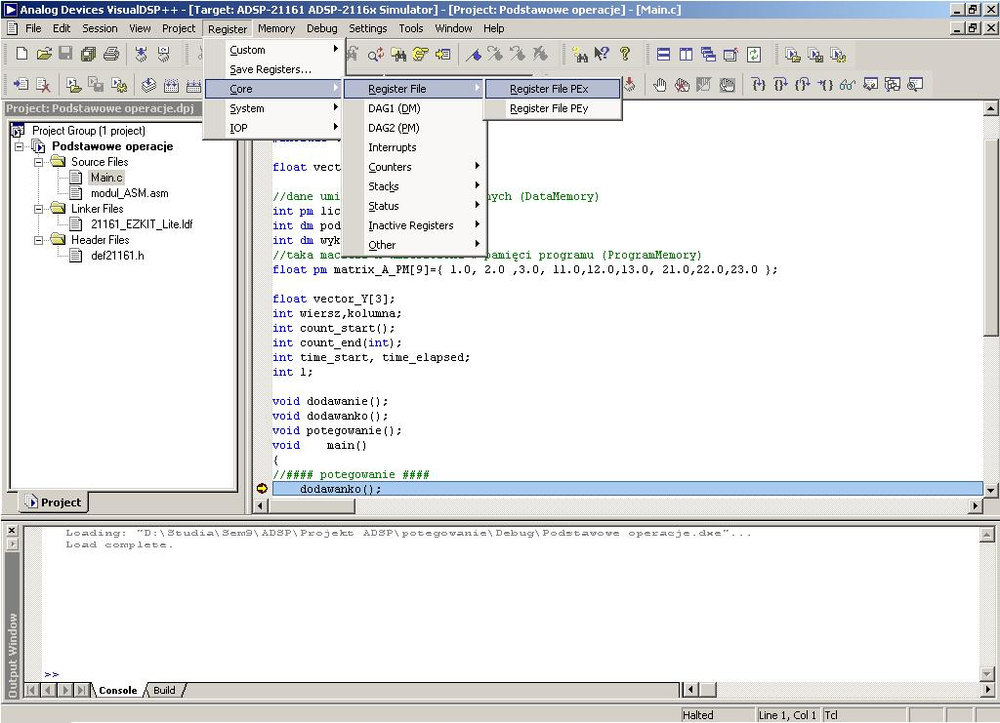 Analog Devices VisualDSP++ - [Target: ADSP-21161 ADSP-2116x Simulator] - [Project: Podstawowe operacje] - [Main.c]
File Edit Session View Project Register Memory Debug Settings Tools Window Help
Custom
Save Registers...
Core
System
IOP
Register File
DAG1 (DM)
DAG2 (PM)
Interrupts
Counters
Stacks
Status
Inactive Registers
Other
Register File PEx
Register File PEy
Project: Podstawowe operacje.dpj
Project Group (1 project)
Podstawowe operacje
Source Files
Main.c
modul_ASM.asm
Linker Files
21161_EZKIT_Lite.ldf
Header Files
def21161.h
Project
float vect
//dane umi nych (DataMemory)
int pm lic
int dm pod
int dm wyk
//taka mac pamięci programu (ProgramMemory)
float pm matrix_A_PM[9]={ 1.0, 2.0 ,3.0, 11.0,12.0,13.0, 21.0,22.0,23.0 };
float vector_Y[3];
int wiersz,kolumna;
int count_start();
int count_end(int);
int time_start, time_elapsed;
int l;
void dodawanie();
void dodawanko();
void potegowanie();
void main()
{
//#### potegowanie ####
dodawanko();
Loading: "D:\Studia\Sem9\ADSP\Projekt ADSP\potegowanie\Debug\Podstawowe operacje.dxe"...
Load complete.
>>
Output Window
Console Build
Halted Line 1, Col 1 Tcl